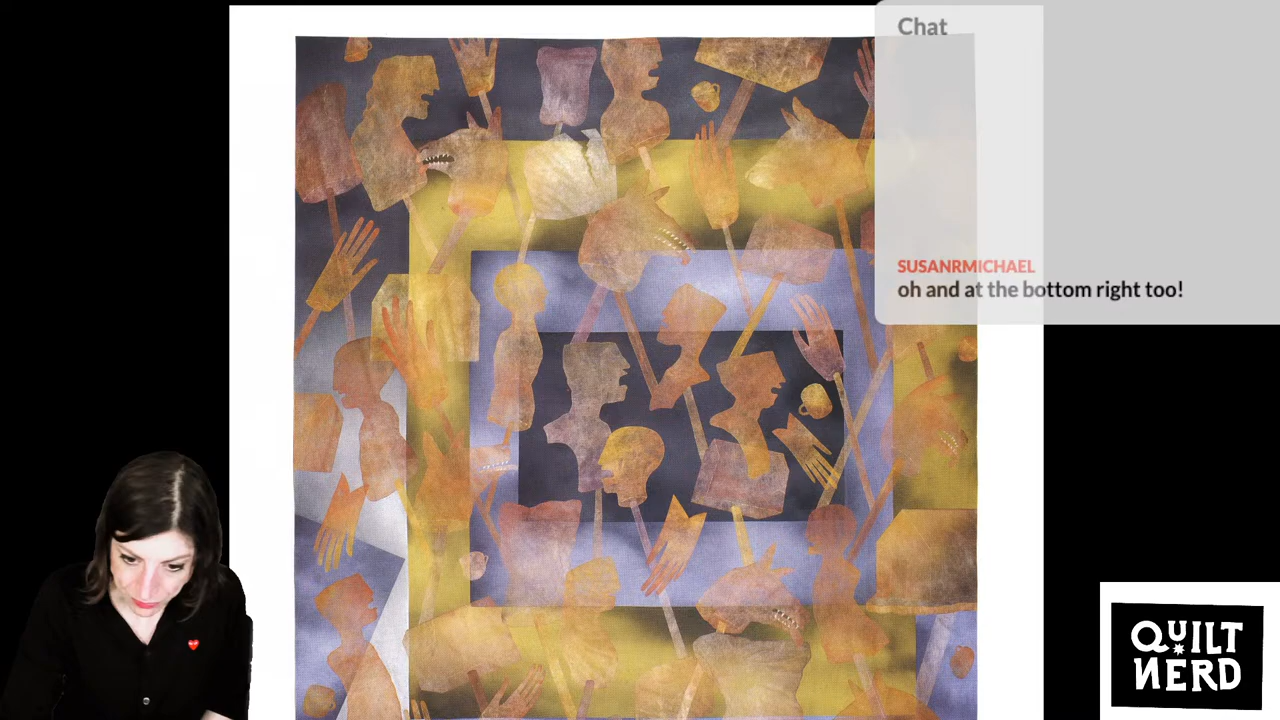 Chat
SUSANRMICHAEL
oh and at the bottom right too!
QUILT
NERD